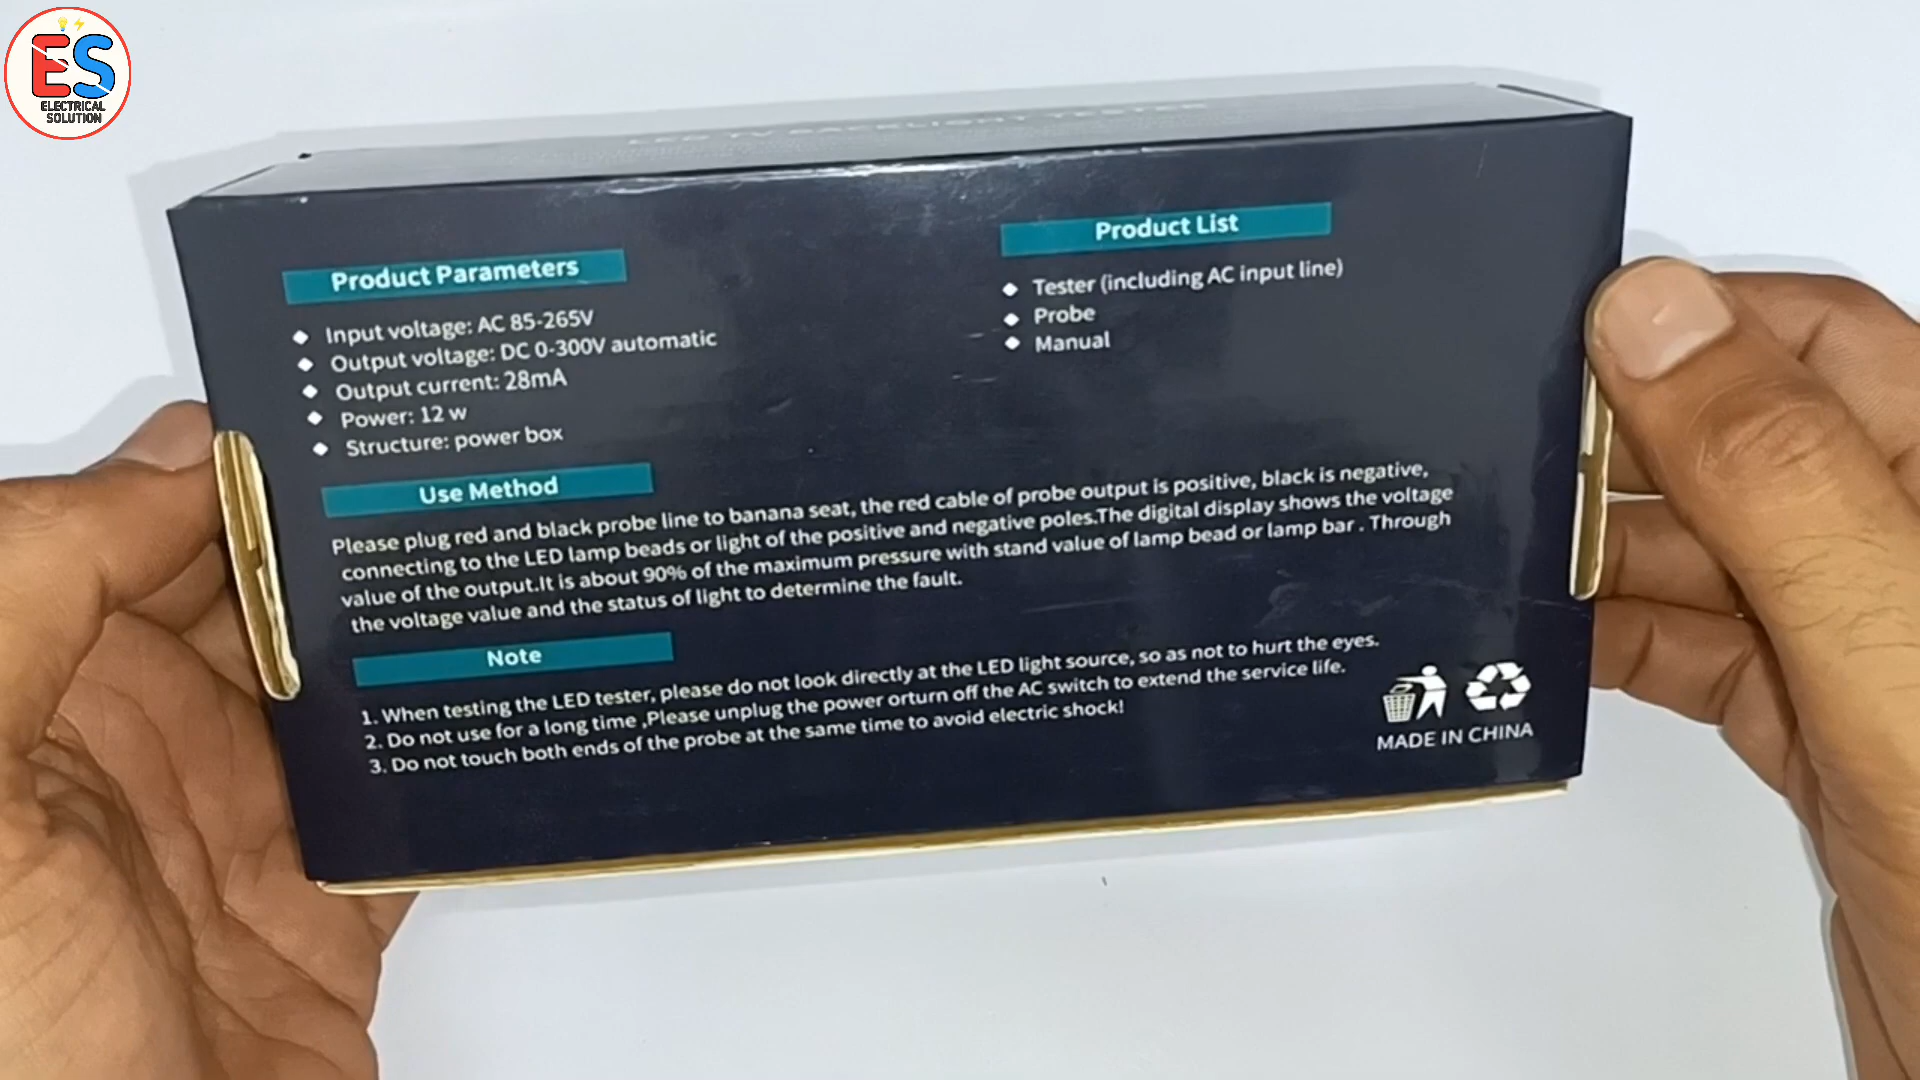 ES
ELECTRICAL
SOLUTION
LED TV BACKLIGHT TESTER
Product Parameters
Input voltage: AC 85-265V
Output voltage: DC 0-300V automatic
Output current: 28mA
Power: 12 w
Structure: power box
Product List
Tester (including AC input line)
Probe
Manual
Use Method
Please plug red and black probe line to banana seat, the red cable of probe output is positive, black is negative,
connecting to the LED lamp beads or light of the positive and negative poles.The digital display shows the voltage
value of the output.It is about 90% of the maximum pressure with stand value of lamp bead or lamp bar . Through
the voltage value and the status of light to determine the fault.
Note
1. When testing the LED tester, please do not look directly at the LED light source, so as not to hurt the eyes.
2. Do not use for a long time ,Please unplug the power orturn off the AC switch to extend the service life.
3. Do not touch both ends of the probe at the same time to avoid electric shock!
MADE IN CHINA